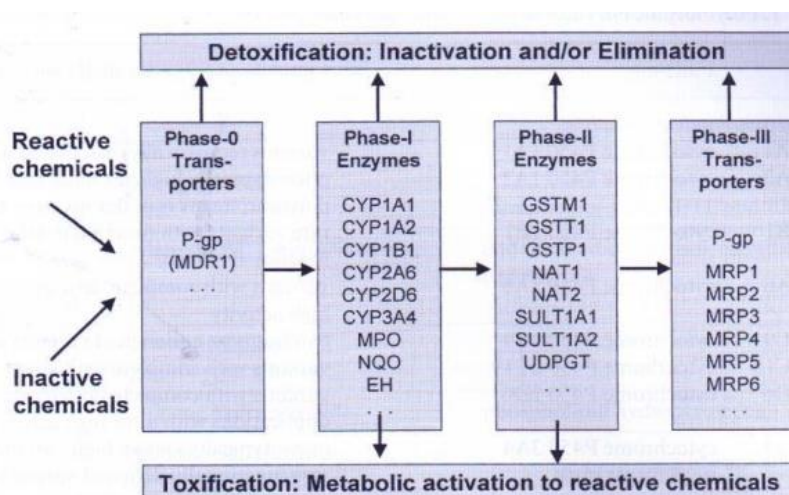 Detoxification: Inactivation and/or Elimination
Reactive
chemicals
Inactive
chemicals
Phase-0
Trans-
porters
P-gp
(MDR1)
. . .
Phase-I
Enzymes
CYP1A1
CYP1A2
CYP1B1
CYP2A6
CYP2D6
CYP3A4
MPO
NQO
EH
. . .
Phase-II
Enzymes
GSTM1
GSTT1
GSTP1
NAT1
NAT2
SULT1A1
SULT1A2
UDPGT
Phase-III
Trans-
porters
P-gp
MRP1
MRP2
MRP3
MRP4
MRP5
MRP6
Toxification: Metabolic activation to reactive chemicals